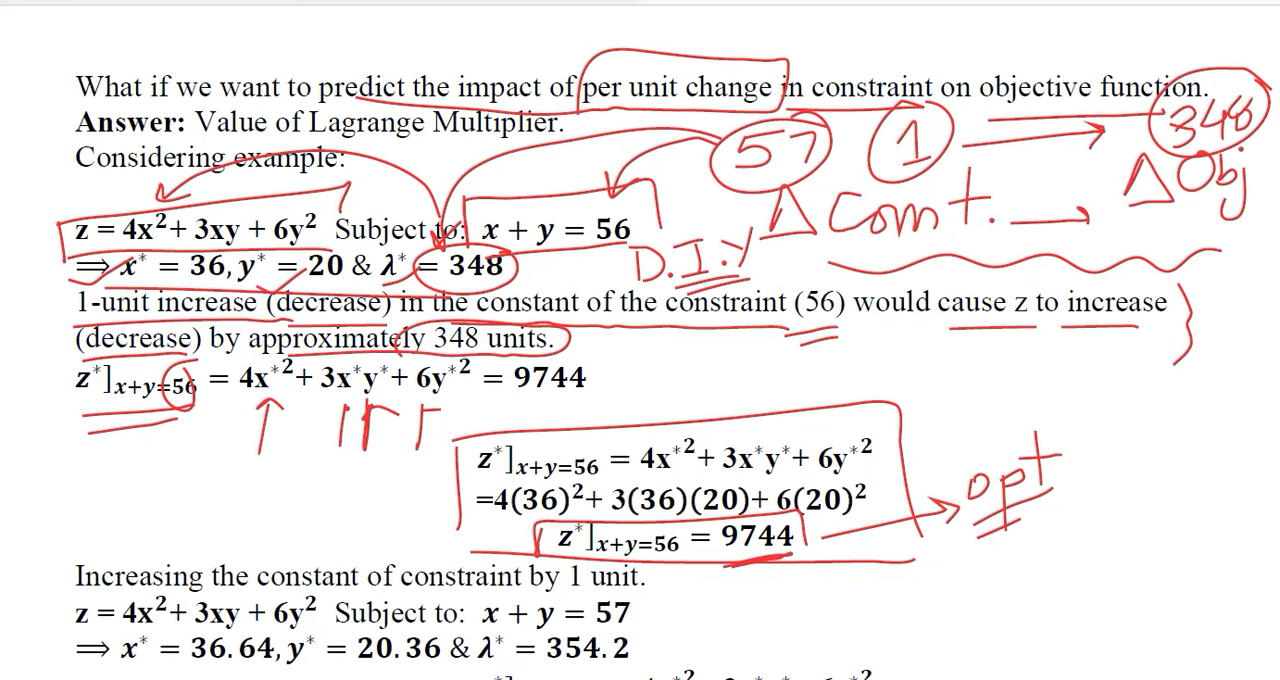 What if we want to predict the impact of per unit change in constraint on objective function.
Answer: Value of Lagrange Multiplier.
57 1 348
Considering example:
Δ Obj
Δ Const.
z = 4x²+ 3xy + 6y² Subject to: x + y = 56
⟹ x* = 36, y* = 20 & λ* = 348
D.I.Y
1-unit increase (decrease) in the constant of the constraint (56) would cause z to increase
(decrease) by approximately 348 units.
z*]x+y=56 = 4x*²+ 3x*y*+ 6y*² = 9744
z*]x+y=56 = 4x*²+ 3x*y*+ 6y*²
=4(36)²+ 3(36)(20)+ 6(20)²
opt
z*]x+y=56 = 9744
Increasing the constant of constraint by 1 unit.
z = 4x²+ 3xy + 6y² Subject to: x + y = 57
⟹ x* = 36.64, y* = 20.36 & λ* = 354.2